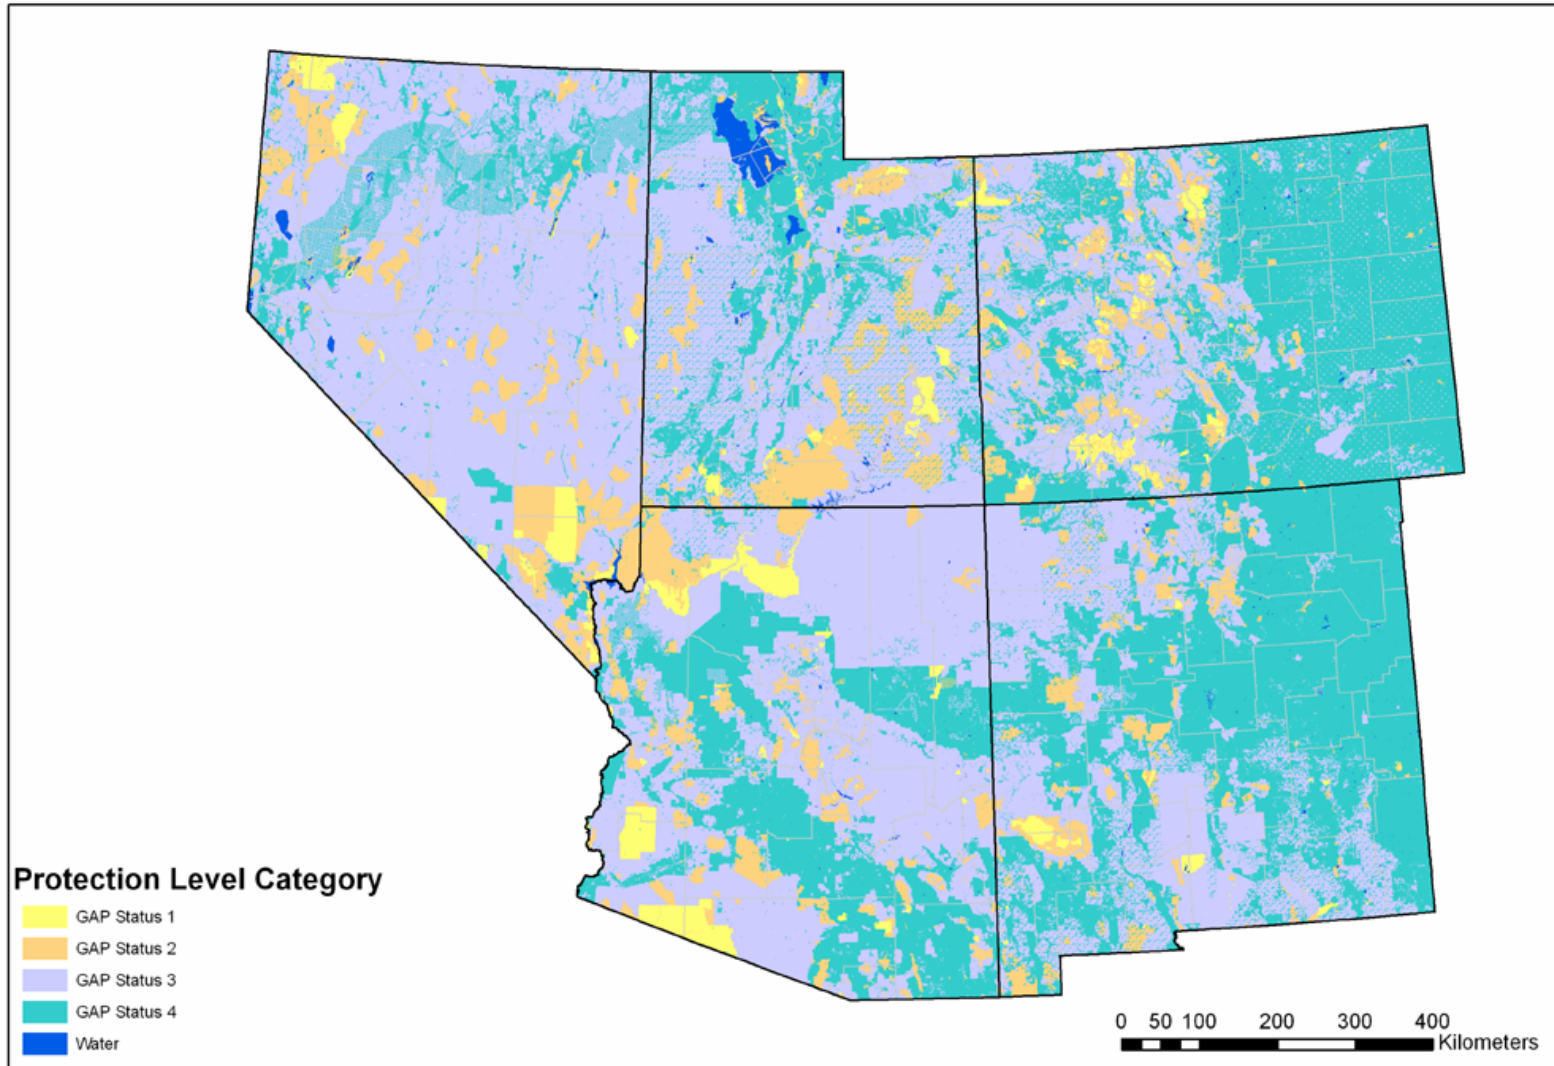 Protection Level Category
GAP Status 1
GAP Status 2
GAP Status 3
GAP Status 4
Water
0 50 100 200 300 400
Kilometers